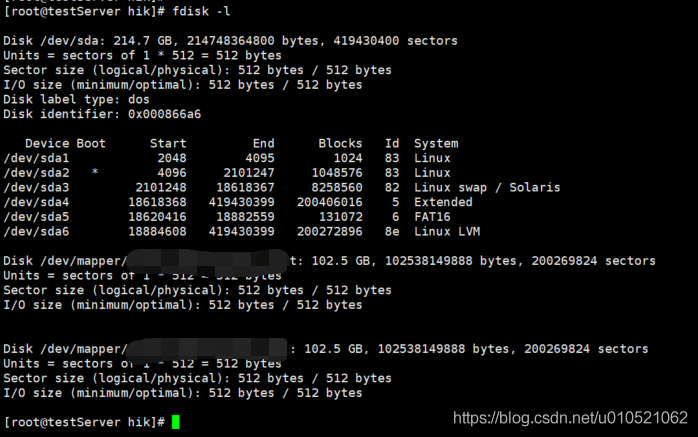 [root@testServer hik]# fdisk -l
Disk /dev/sda: 214.7 GB, 214748364800 bytes, 419430400 sectors
Units = sectors of 1 * 512 = 512 bytes
Sector size (logical/physical): 512 bytes / 512 bytes
I/O size (minimum/optimal): 512 bytes / 512 bytes
Disk label type: dos
Disk identifier: 0x000866a6
Device Boot Start End Blocks Id System
/dev/sda1 2048 4095 1024 83 Linux
/dev/sda2 * 4096 2101247 1048576 83 Linux
/dev/sda3 2101248 18618367 8258560 82 Linux swap / Solaris
/dev/sda4 18618368 419430399 200406016 5 Extended
/dev/sda5 18620416 18882559 131072 6 FAT16
/dev/sda6 18884608 419430399 200272896 8e Linux LVM
Disk /dev/mapper/ t: 102.5 GB, 102538149888 bytes, 200269824 sectors
Units = sectors of 1 * 512 = 512 bytes
Sector size (logical/physical): 512 bytes / 512 bytes
I/O size (minimum/optimal): 512 bytes / 512 bytes
Disk /dev/mapper/ : 102.5 GB, 102538149888 bytes, 200269824 sectors
Units = sectors of 1 * 512 = 512 bytes
Sector size (logical/physical): 512 bytes / 512 bytes
I/O size (minimum/optimal): 512 bytes / 512 bytes
[root@testServer hik]#
https://blog.csdn.net/u010521062